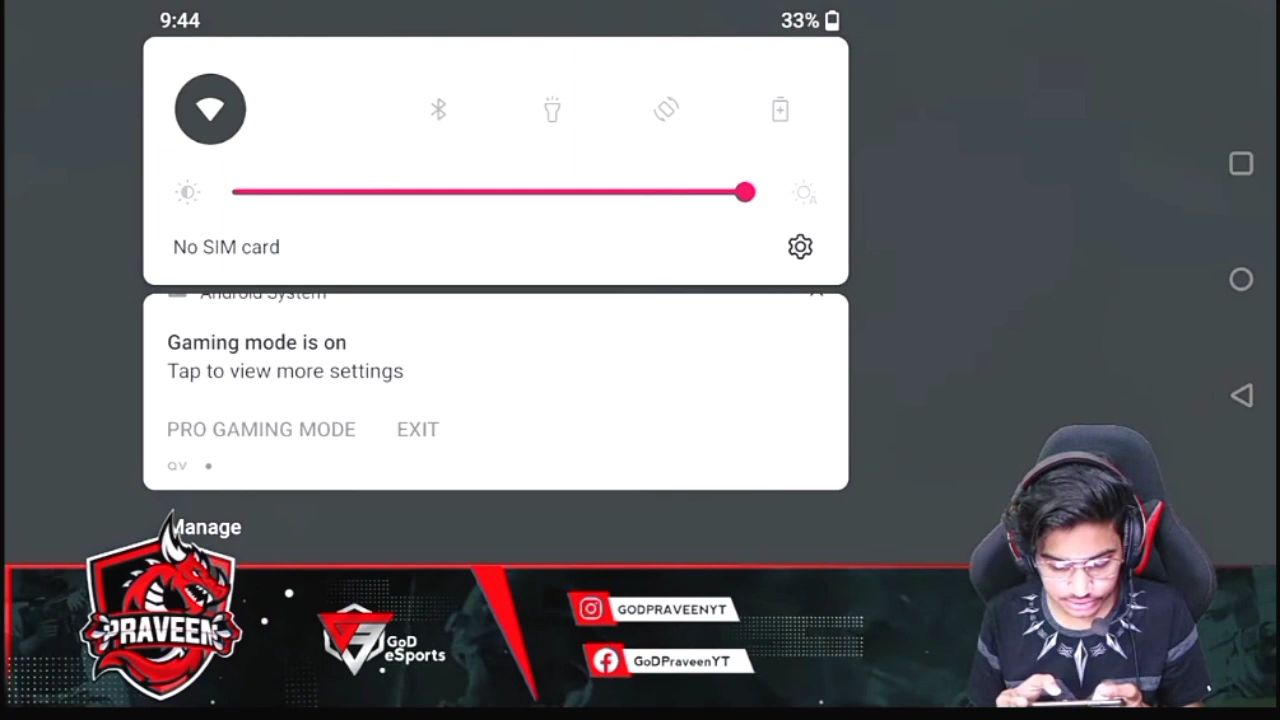 9:44
33%
No SIM card
Android System
Gaming mode is on
Tap to view more settings
PRO GAMING MODE EXIT
Manage
PRAVEEN
GoD
eSports
GODPRAVEENYT
GoDPraveenYT